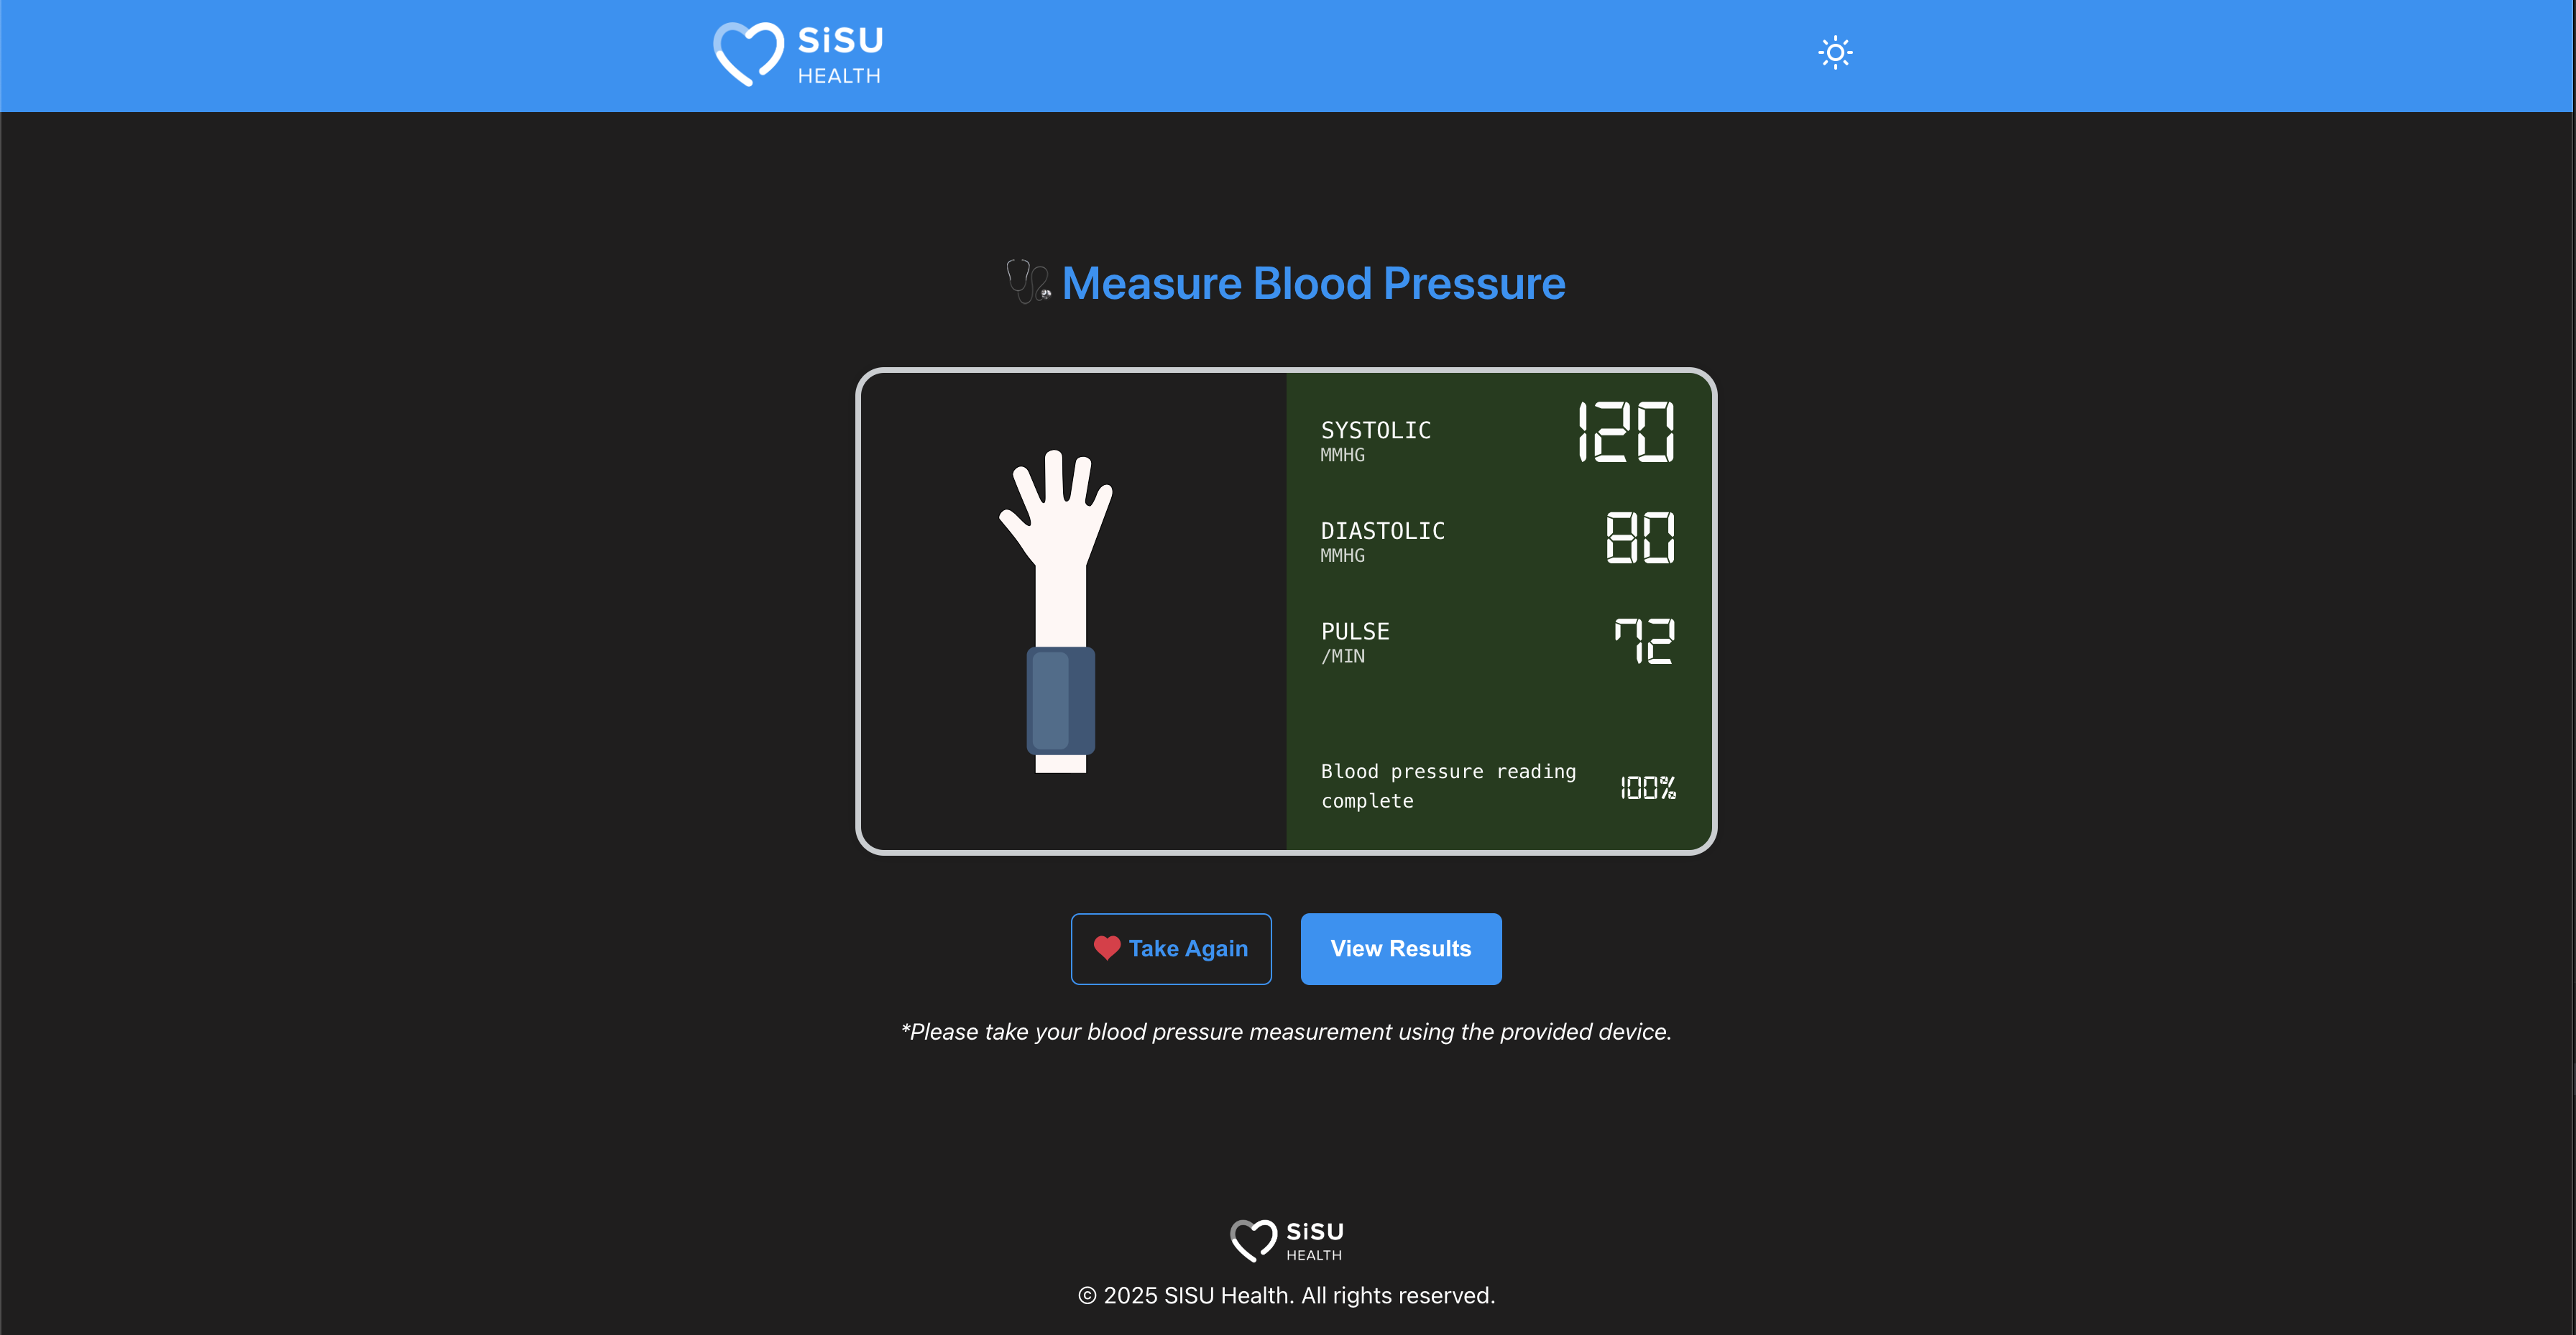 SiSU
HEALTH
Measure Blood Pressure
SYSTOLIC 120
MMHG
DIASTOLIC 80
MMHG
PULSE 72
/MIN
Blood pressure reading
complete
100%
Take Again
View Results
*Please take your blood pressure measurement using the provided device.
SiSU
HEALTH
© 2025 SISU Health. All rights reserved.